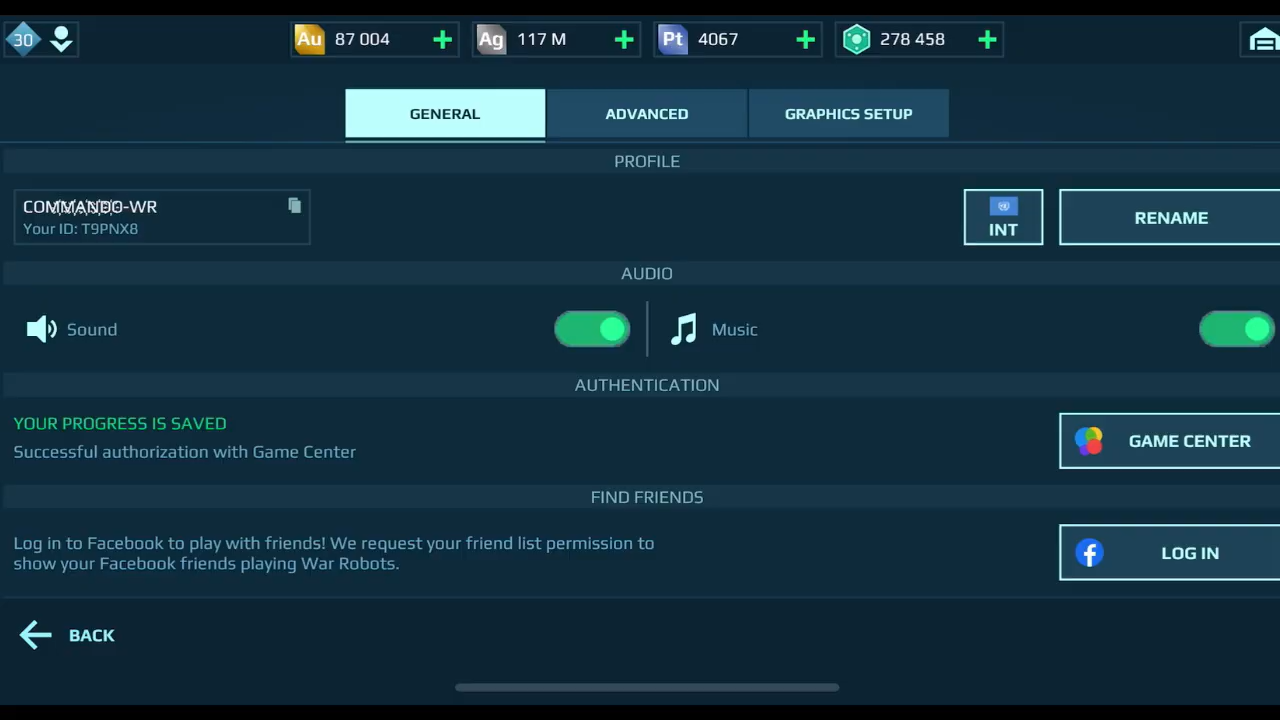 30
Au 87 004 +
Ag 117 M +
Pt 4067 +
278 458 +
GENERAL ADVANCED GRAPHICS SETUP
PROFILE
COMMANDO-WR
Your ID: T9PNX8
INT
RENAME
AUDIO
Sound
Music
AUTHENTICATION
YOUR PROGRESS IS SAVED
Successful authorization with Game Center
GAME CENTER
FIND FRIENDS
Log in to Facebook to play with friends! We request your friend list permission to
show your Facebook friends playing War Robots.
LOG IN
BACK